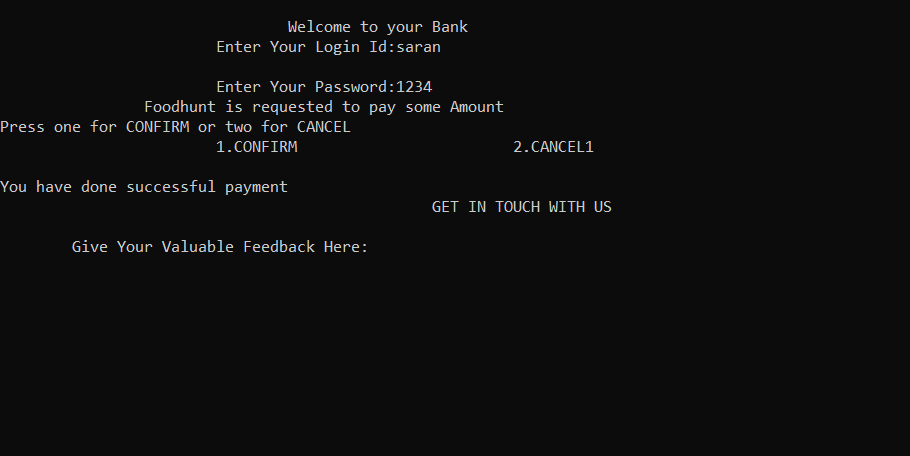 Welcome to your Bank
Enter Your Login Id:saran
Enter Your Password:1234
Foodhunt is requested to pay some Amount
Press one for CONFIRM or two for CANCEL
1.CONFIRM 2.CANCEL1
You have done successful payment
GET IN TOUCH WITH US
Give Your Valuable Feedback Here: